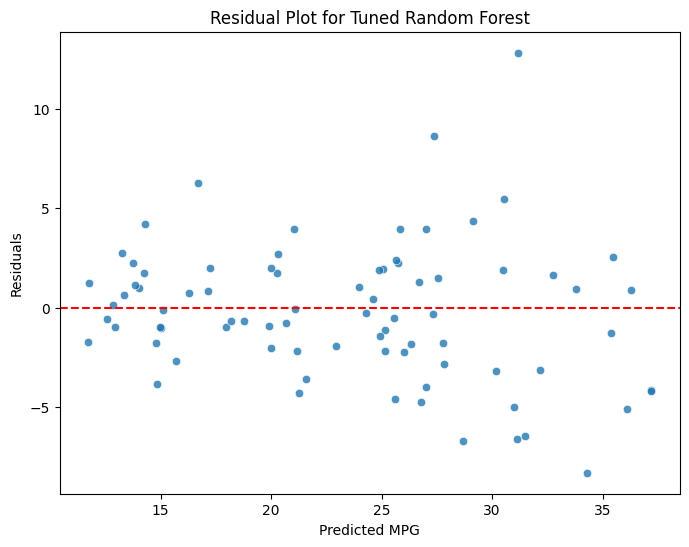 Residual Plot for Tuned Random Forest
Residuals
10
5
0
−5
15 20 25 30 35
Predicted MPG